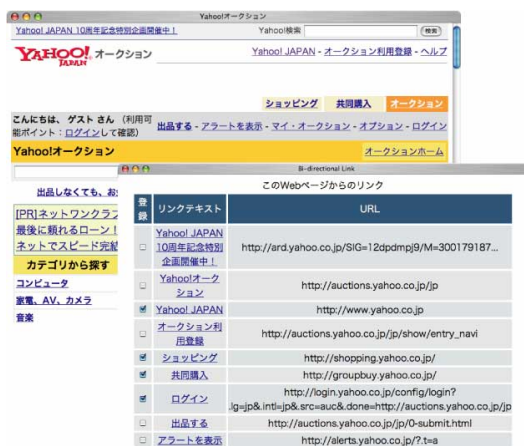 Yahoo!オークション
Yahoo! JAPAN 10周年記念特別企画開催中！
Yahoo!検索
検索
YAHOO! JAPAN オークション
Yahoo! JAPAN - オークション利用登録 - ヘルプ
ショッピング 共同購入 オークション
こんにちは、ゲスト さん（利用可
能ポイント：ログインして確認）
出品する - アラートを表示 - マイ・オークション - オプション - ログイン
Yahoo!オークション
オークションホーム
出品しなくても、お
[PR]ネットワンクラフ
最後に頼れるローン！
ネットでスピード完結
カテゴリから探す
コンピュータ
家電、AV、カメラ
音楽
Bi-directional Link
このWebページからのリンク
登録 リンクテキスト URL
Yahoo! JAPAN
10周年記念特別
企画開催中！
http://ard.yahoo.co.jp/SIG=12dpdmpj9/M=300179187...
Yahoo!オーク
ション
http://auctions.yahoo.co.jp/jp
Yahoo! JAPAN http://www.yahoo.co.jp
オークション利
用登録
http://auctions.yahoo.co.jp/jp/show/entry_navi
ショッピング http://shopping.yahoo.co.jp/
共同購入 http://groupbuy.yahoo.co.jp/
ログイン
http://login.yahoo.co.jp/config/login?
.lg=jp&.intl=jp&.src=auc&.done=http://auctions.yahoo.co.jp/jp
出品する http://auctions.yahoo.co.jp/jp/0-submit.html
アラートを表示 http://alerts.yahoo.co.jp/?.t=a